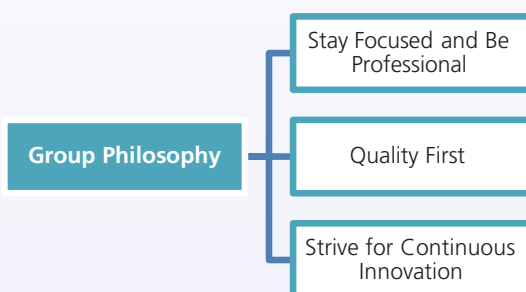 Stay Focused and Be
Professional
Group Philosophy
Quality First
Strive for Continuous
Innovation